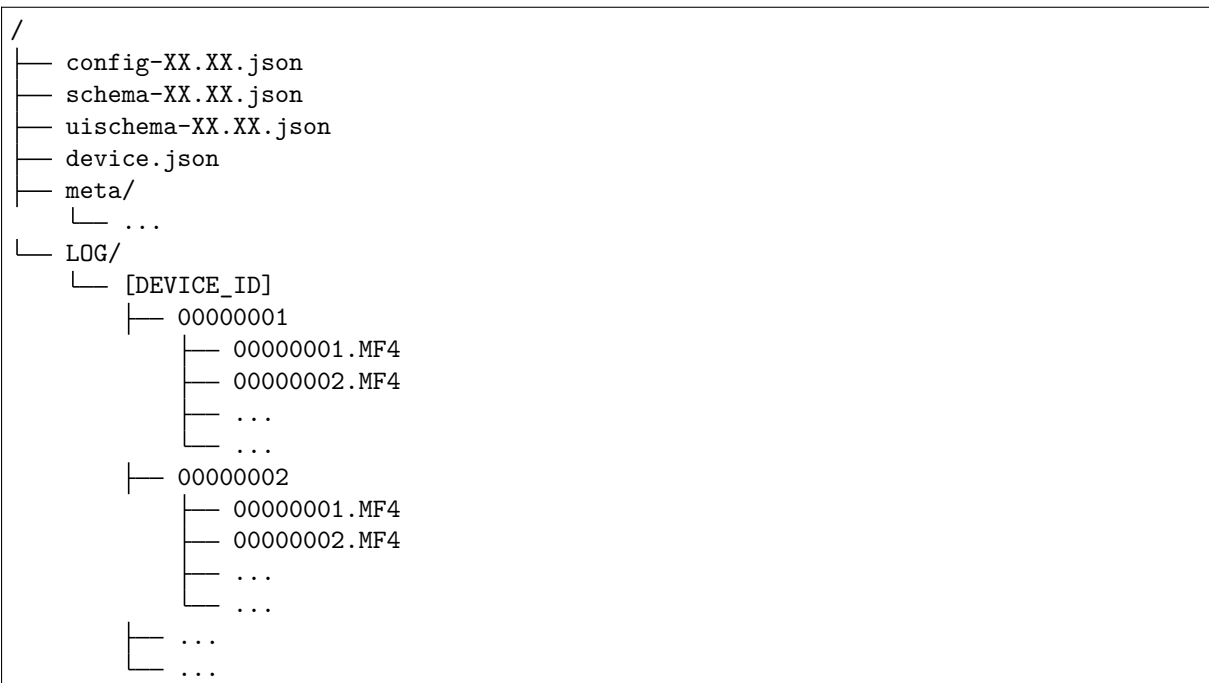 /
├── config-XX.XX.json
├── schema-XX.XX.json
├── uischema-XX.XX.json
├── device.json
├── meta/
    └── ...
└── LOG/
    └── [DEVICE_ID]
        ├── 00000001
            ├── 00000001.MF4
            ├── 00000002.MF4
            ├── ...
            └── ...
        ├── 00000002
            ├── 00000001.MF4
            ├── 00000002.MF4
            ├── ...
            └── ...
        ├── ...
        └── ...